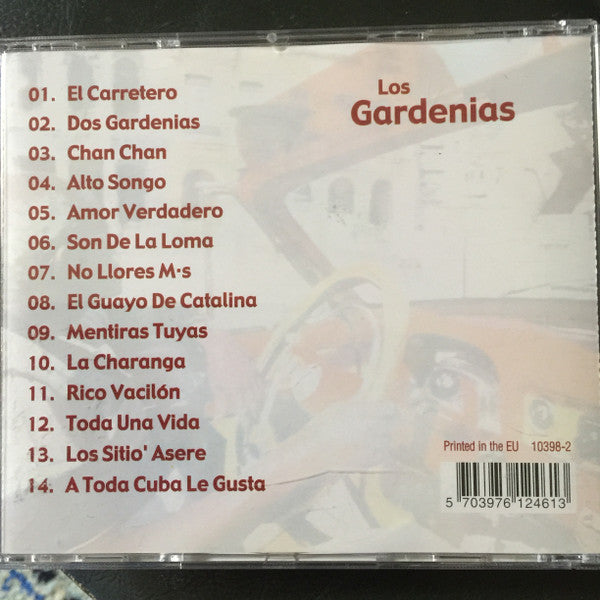 Los
Gardenias
01. El Carretero
02. Dos Gardenias
03. Chan Chan
04. Alto Songo
05. Amor Verdadero
06. Son De La Loma
07. No Llores M·s
08. El Guayo De Catalina
09. Mentiras Tuyas
10. La Charanga
11. Rico Vacilón
12. Toda Una Vida
13. Los Sitio' Asere
14. A Toda Cuba Le Gusta
Printed in the EU 10398-2
5 703976 124613